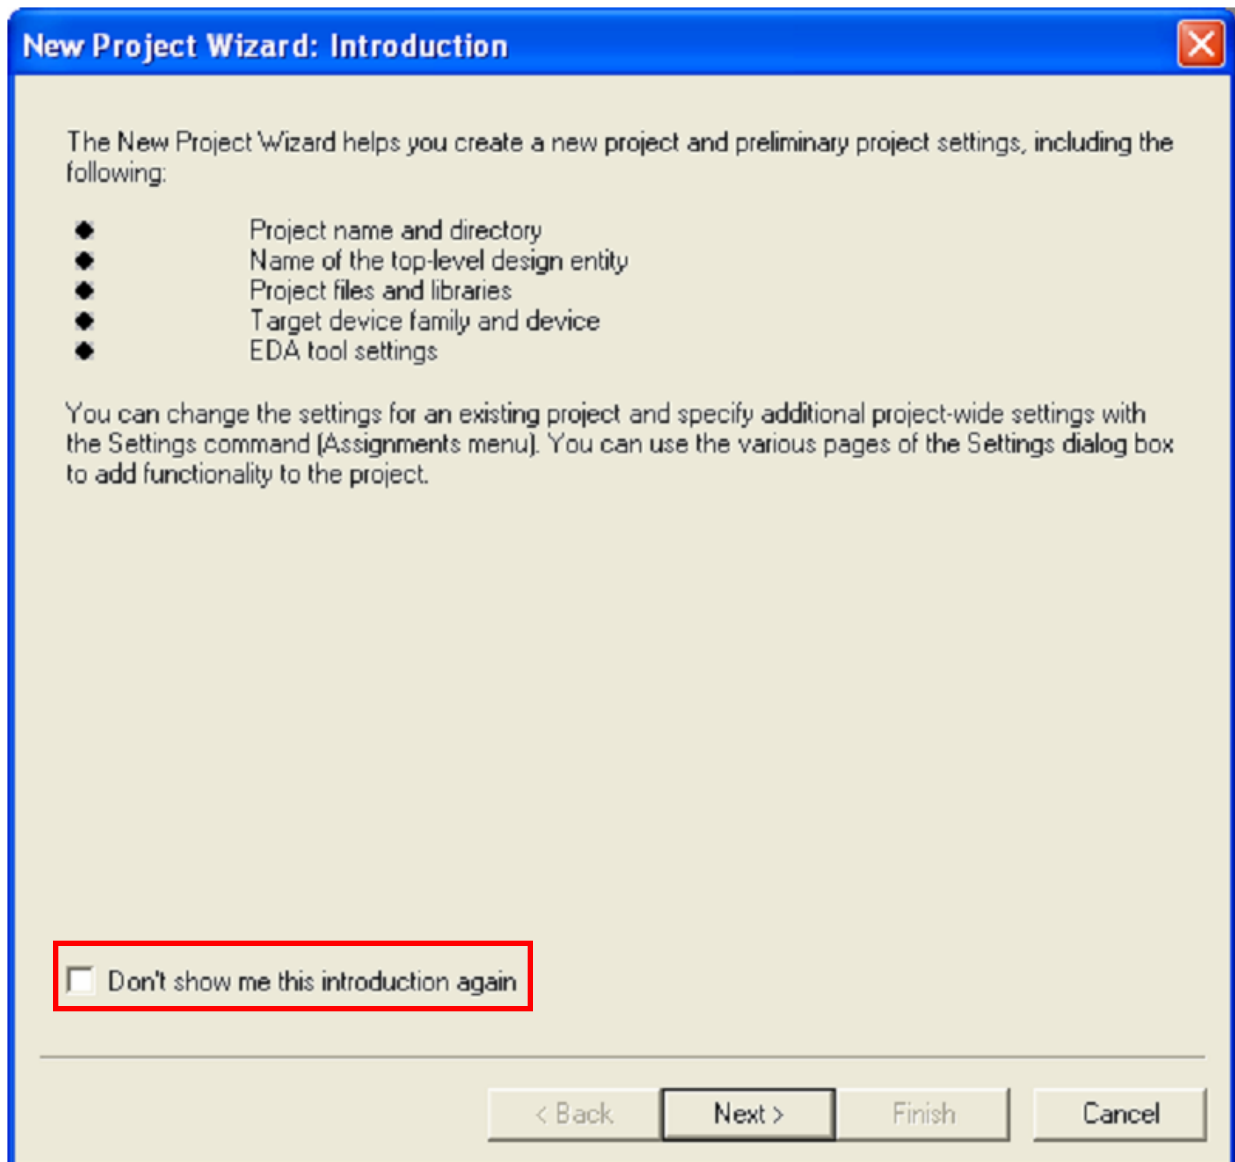 New Project Wizard: Introduction
The New Project Wizard helps you create a new project and preliminary project settings, including the
following:
Project name and directory
Name of the top-level design entity
Project files and libraries
Target device family and device
EDA tool settings
You can change the settings for an existing project and specify additional project-wide settings with
the Settings command (Assignments menu). You can use the various pages of the Settings dialog box
to add functionality to the project.
Don't show me this introduction again
< Back Next > Finish Cancel